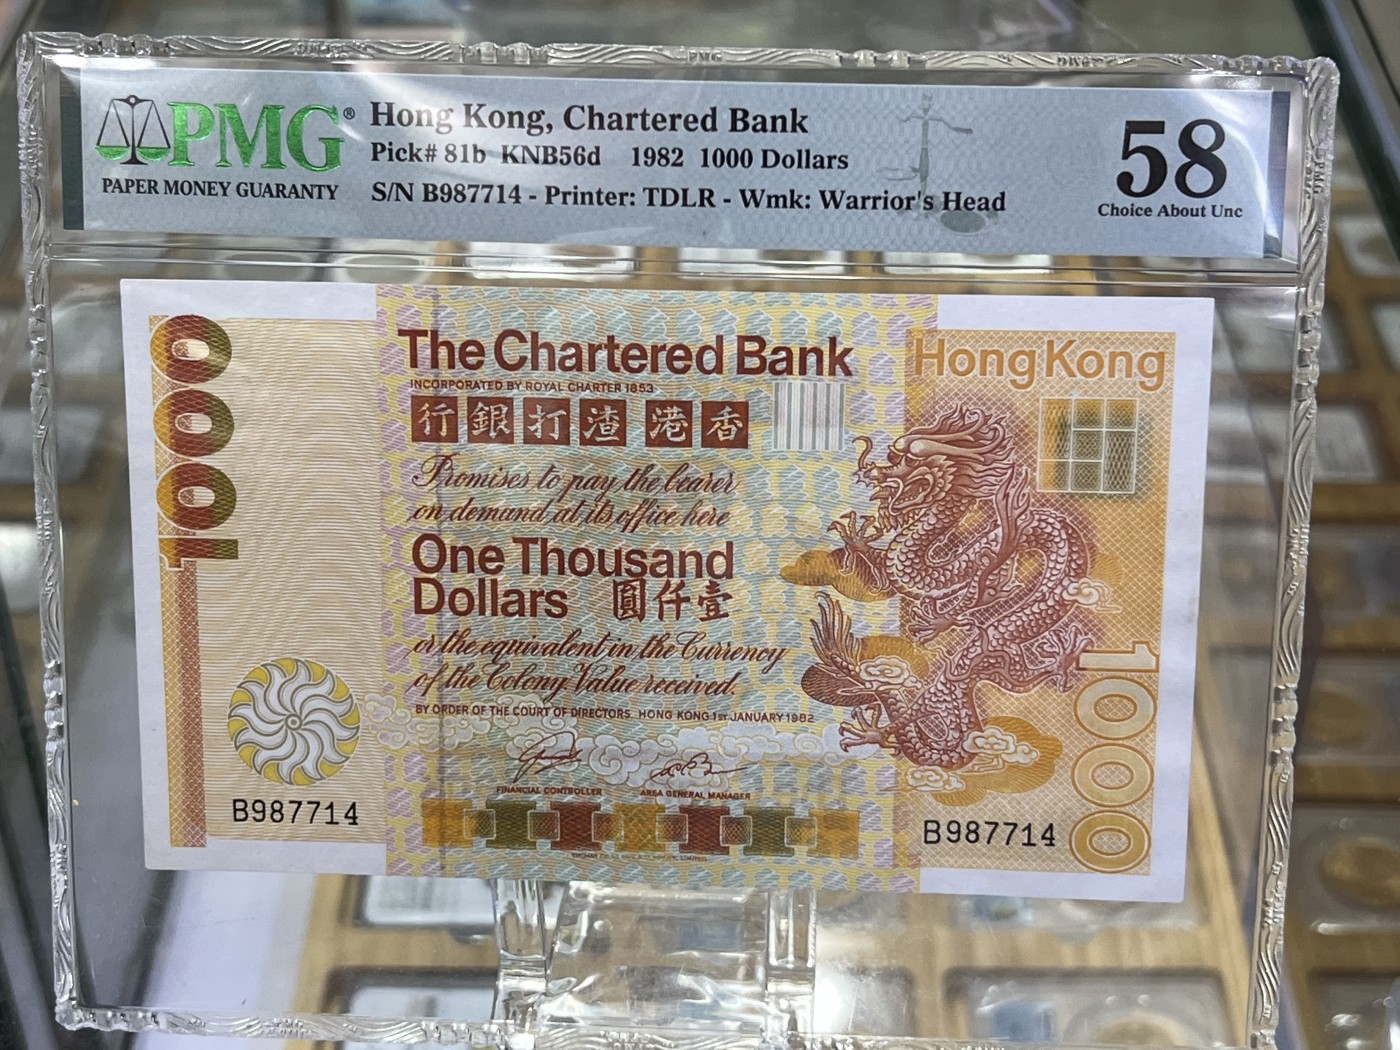 PMG®
PAPER MONEY GUARANTY
Hong Kong, Chartered Bank
Pick# 81b KNB56d 1982 1000 Dollars
S/N B987714 - Printer: TDLR - Wmk: Warrior's Head
58
Choice About Unc
1000
The Chartered Bank
Hong Kong
INCORPORATED BY ROYAL CHARTER 1853
行銀打渣 港香
Promises to pay the bearer
on demand at its office here
One Thousand
Dollars 圓仟壹
or the equivalent in the Currency
of the Colony Value received.
BY ORDER OF THE COURT OF DIRECTORS HONG KONG 1ST JANUARY 1982
FINANCIAL CONTROLLER
AREA GENERAL MANAGER
1000
B987714
B987714